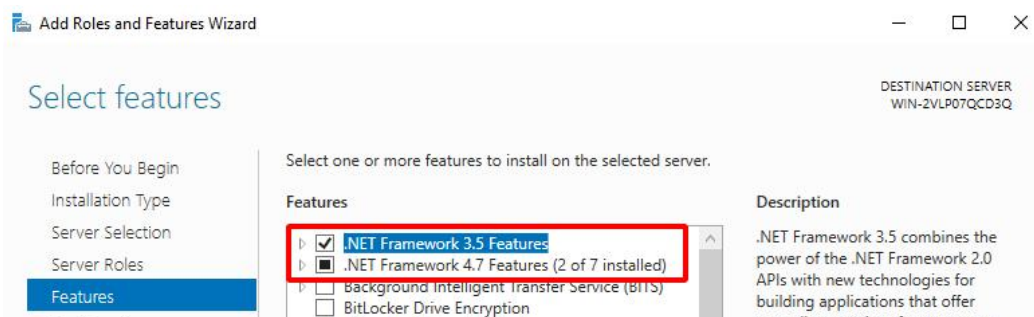 Add Roles and Features Wizard
Select features
DESTINATION SERVER
WIN-2VLP07QCD3Q
Before You Begin
Installation Type
Server Selection
Server Roles
Features
Select one or more features to install on the selected server.
Features
.NET Framework 3.5 Features
.NET Framework 4.7 Features (2 of 7 installed)
Background Intelligent Transfer Service (BITS)
BitLocker Drive Encryption
Description
.NET Framework 3.5 combines the
power of the .NET Framework 2.0
APIs with new technologies for
building applications that offer